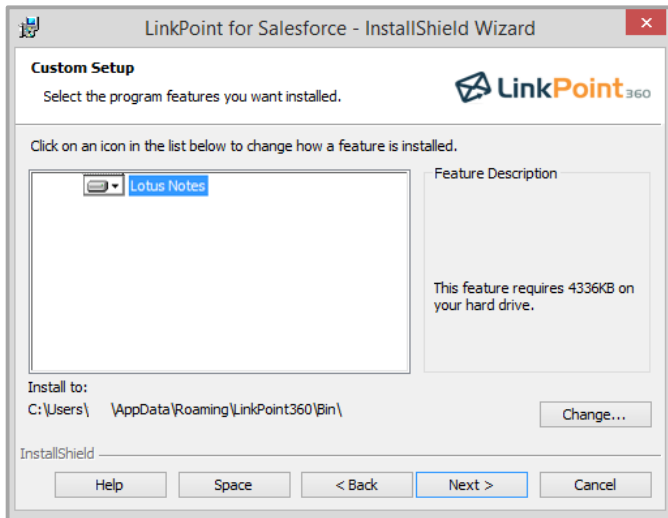 LinkPoint for Salesforce - InstallShield Wizard
Custom Setup
Select the program features you want installed.
LinkPoint360
Click on an icon in the list below to change how a feature is installed.
Lotus Notes
Feature Description
This feature requires 4336KB on
your hard drive.
Install to:
C:\Users\ \AppData\Roaming\LinkPoint360\Bin\
Change...
InstallShield
Help
Space
< Back
Next >
Cancel